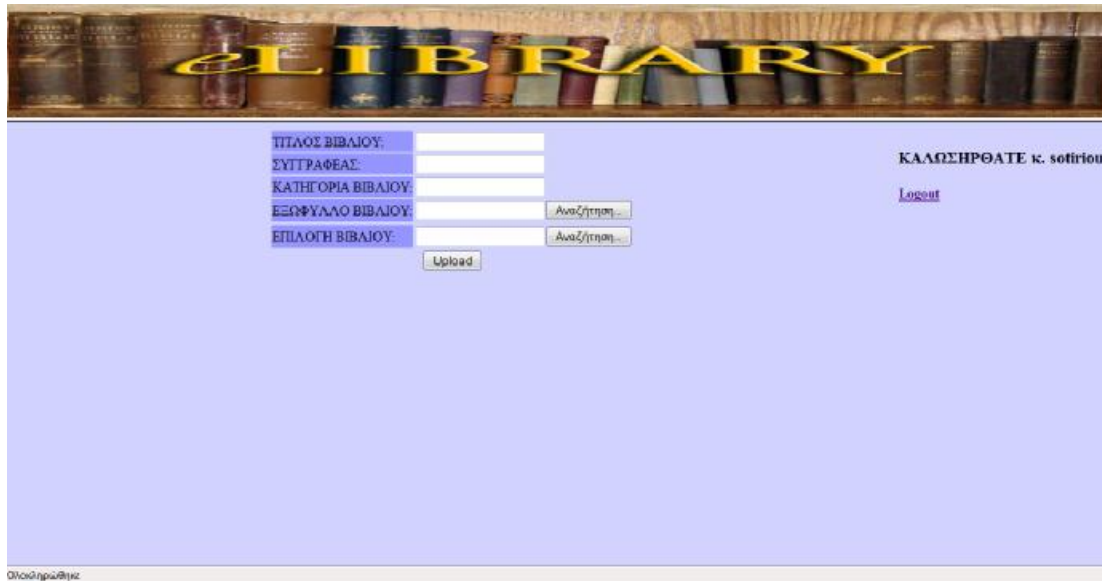 eLIBRARY
ΤΙΤΛΟΣ ΒΙΒΛΙΟΥ:
ΣΥΓΓΡΑΦΕΑΣ:
ΚΑΤΗΓΟΡΙΑ ΒΙΒΛΙΟΥ:
ΕΞΩΦΥΛΛΟ ΒΙΒΛΙΟΥ: Αναζήτηση...
ΕΠΙΛΟΓΗ ΒΙΒΛΙΟΥ: Αναζήτηση...
Upload
ΚΑΛΩΣΗΡΘΑΤΕ κ. sotiriou
Logout
Ολοκληρώθηκε